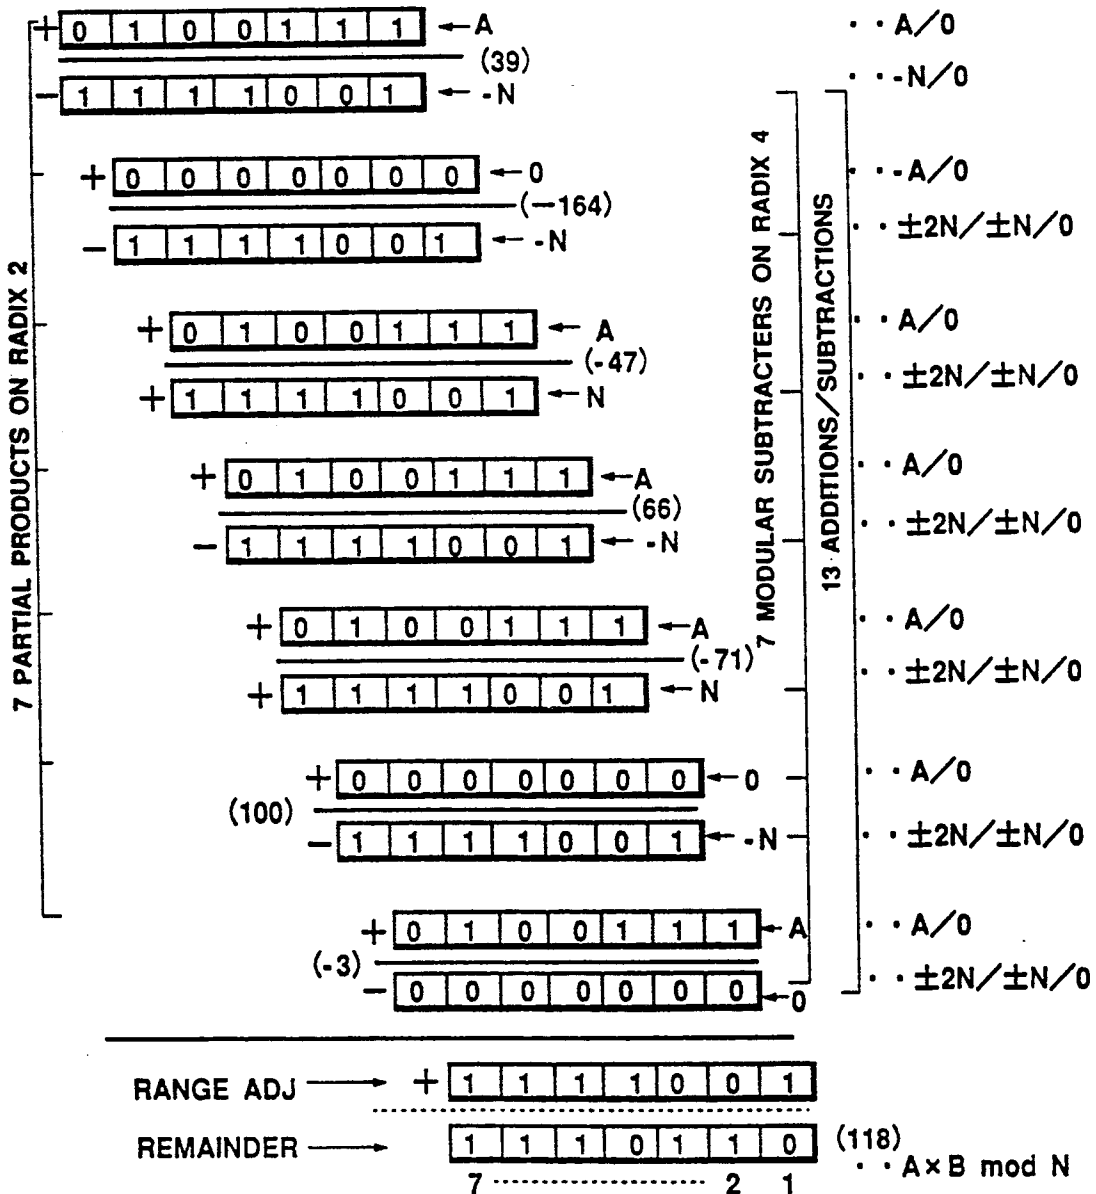 + 0 1 0 0 1 1 1 ← A · · A/0
(39)
- 1 1 1 1 0 0 1 ← -N · · -N/0
+ 0 0 0 0 0 0 0 ← 0 · · -A/0
(-164)
- 1 1 1 1 0 0 1 ← -N · · ±2N/±N/0
+ 0 1 0 0 1 1 1 ← A · · A/0
(-47)
+ 1 1 1 1 0 0 1 ← N · · ±2N/±N/0
+ 0 1 0 0 1 1 1 ← A · · A/0
(66)
- 1 1 1 1 0 0 1 ← -N · · ±2N/±N/0
+ 0 1 0 0 1 1 1 ← A · · A/0
(-71)
+ 1 1 1 1 0 0 1 ← N · · ±2N/±N/0
+ 0 0 0 0 0 0 0 ← 0 · · A/0
(100)
- 1 1 1 1 0 0 1 ← -N · · ±2N/±N/0
+ 0 1 0 0 1 1 1 ← A · · A/0
(-3)
- 0 0 0 0 0 0 0 ← 0 · · ±2N/±N/0
7 PARTIAL PRODUCTS ON RADIX 2
7 MODULAR SUBTRACTERS ON RADIX 4
13 ADDITIONS/SUBTRACTIONS
RANGE ADJ → + 1 1 1 1 0 0 1
REMAINDER → 1 1 1 0 1 1 0 (118)
· · A×B mod N
7 ·············· 2 1